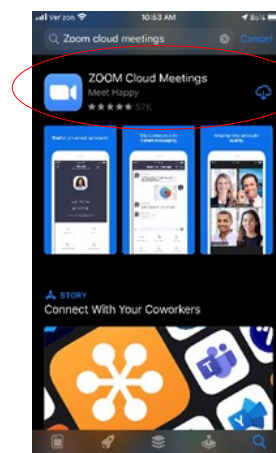 Verizon 10:53 AM 86%
Zoom cloud meetings Cancel
ZOOM Cloud Meetings
Meet Happy
57K
STORY
Connect With Your Coworkers